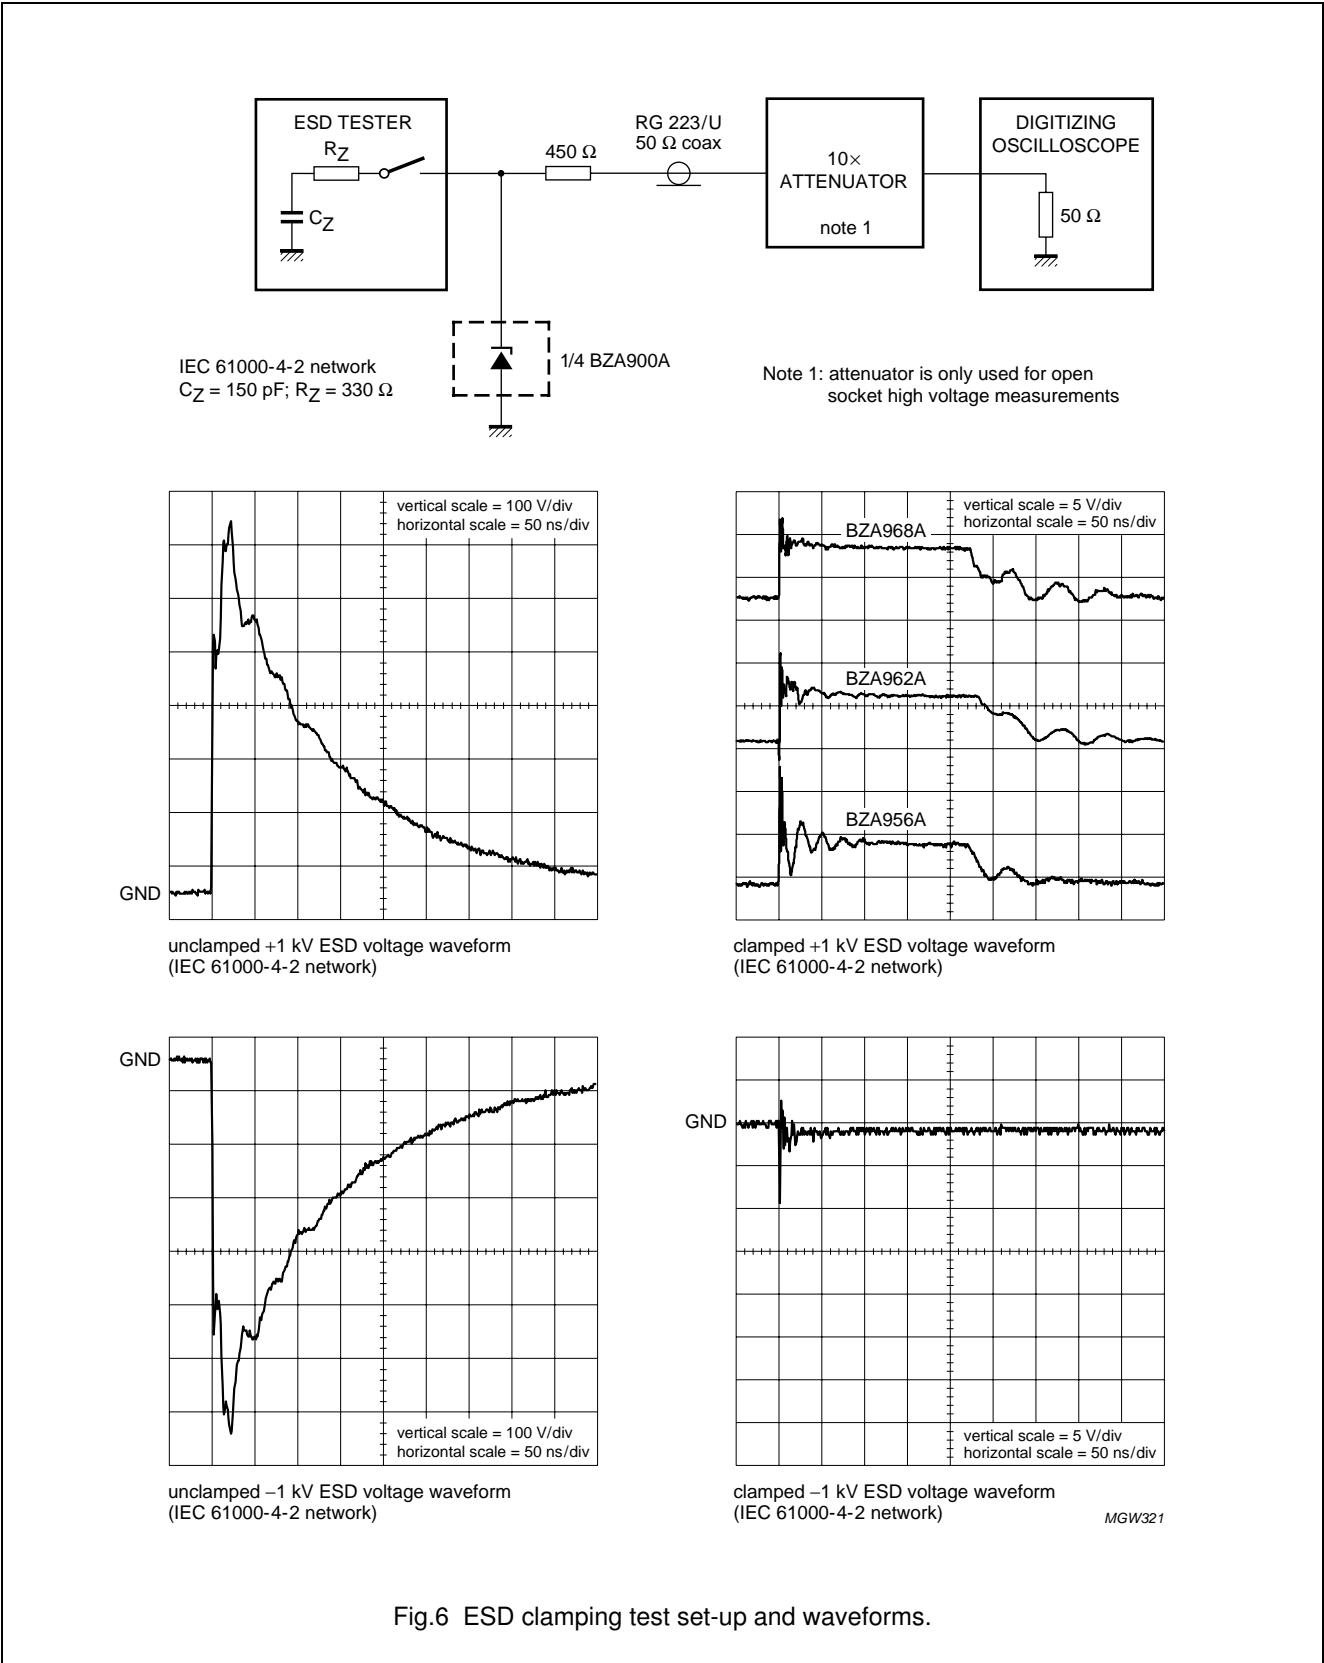 ESD TESTER
RZ
CZ
450 Ω
RG 223/U
50 Ω coax
10×
ATTENUATOR
note 1
DIGITIZING
OSCILLOSCOPE
50 Ω
1/4 BZA900A
IEC 61000-4-2 network
CZ = 150 pF; RZ = 330 Ω
Note 1: attenuator is only used for open
socket high voltage measurements
vertical scale = 100 V/div
horizontal scale = 50 ns/div
GND
unclamped +1 kV ESD voltage waveform
(IEC 61000-4-2 network)
vertical scale = 5 V/div
horizontal scale = 50 ns/div
BZA968A
BZA962A
BZA956A
clamped +1 kV ESD voltage waveform
(IEC 61000-4-2 network)
GND
vertical scale = 100 V/div
horizontal scale = 50 ns/div
unclamped −1 kV ESD voltage waveform
(IEC 61000-4-2 network)
GND
vertical scale = 5 V/div
horizontal scale = 50 ns/div
clamped −1 kV ESD voltage waveform
(IEC 61000-4-2 network)
MGW321
Fig.6 ESD clamping test set-up and waveforms.